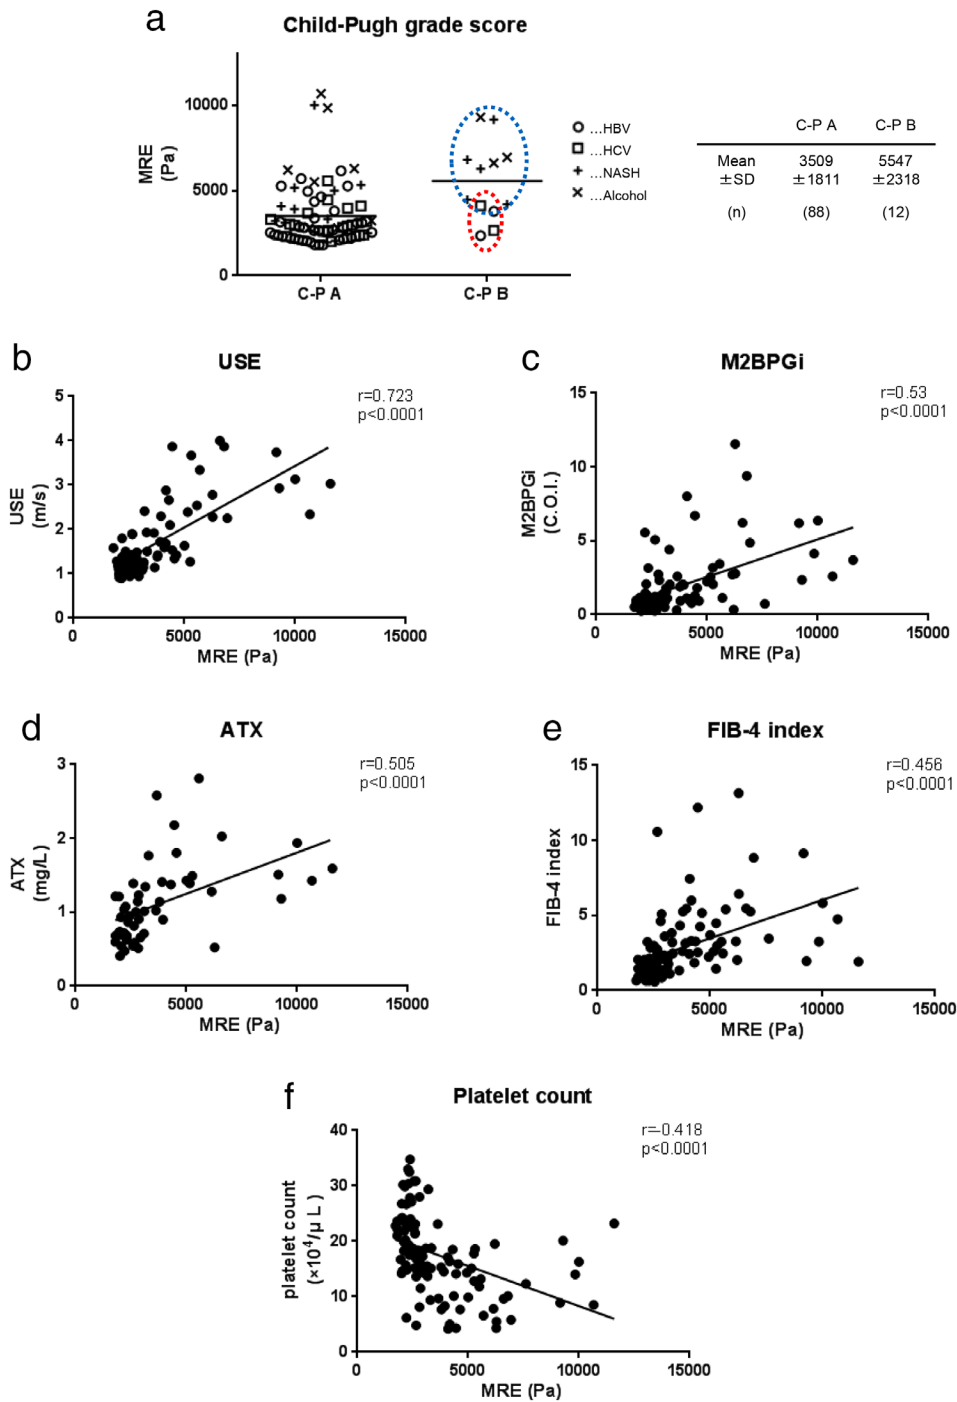 a
Child-Pugh grade score
MRE
(Pa)
10000
5000
0
C-P A
C-P B
...HBV
...HCV
...NASH
...Alcohol
C-P A C-P B
Mean 3509 5547
±SD ±1811 ±2318
(n) (88) (12)
b
USE
r=0.723
p<0.0001
USE
(m/s)
5
4
3
2
1
0
0 5000 10000 15000
MRE (Pa)
c
M2BPGi
r=0.53
p<0.0001
M2BPGi
(C.O.I.)
15
10
5
0
0 5000 10000 15000
MRE (Pa)
d
ATX
r=0.505
p<0.0001
ATX
(mg/L)
3
2
1
0
0 5000 10000 15000
MRE (Pa)
e
FIB-4 index
r=0.456
p<0.0001
FIB-4 index
15
10
5
0
0 5000 10000 15000
MRE (Pa)
f
Platelet count
r=-0.418
p<0.0001
platelet count
(×10⁴/μ L )
40
30
20
10
0
0 5000 10000 15000
MRE (Pa)